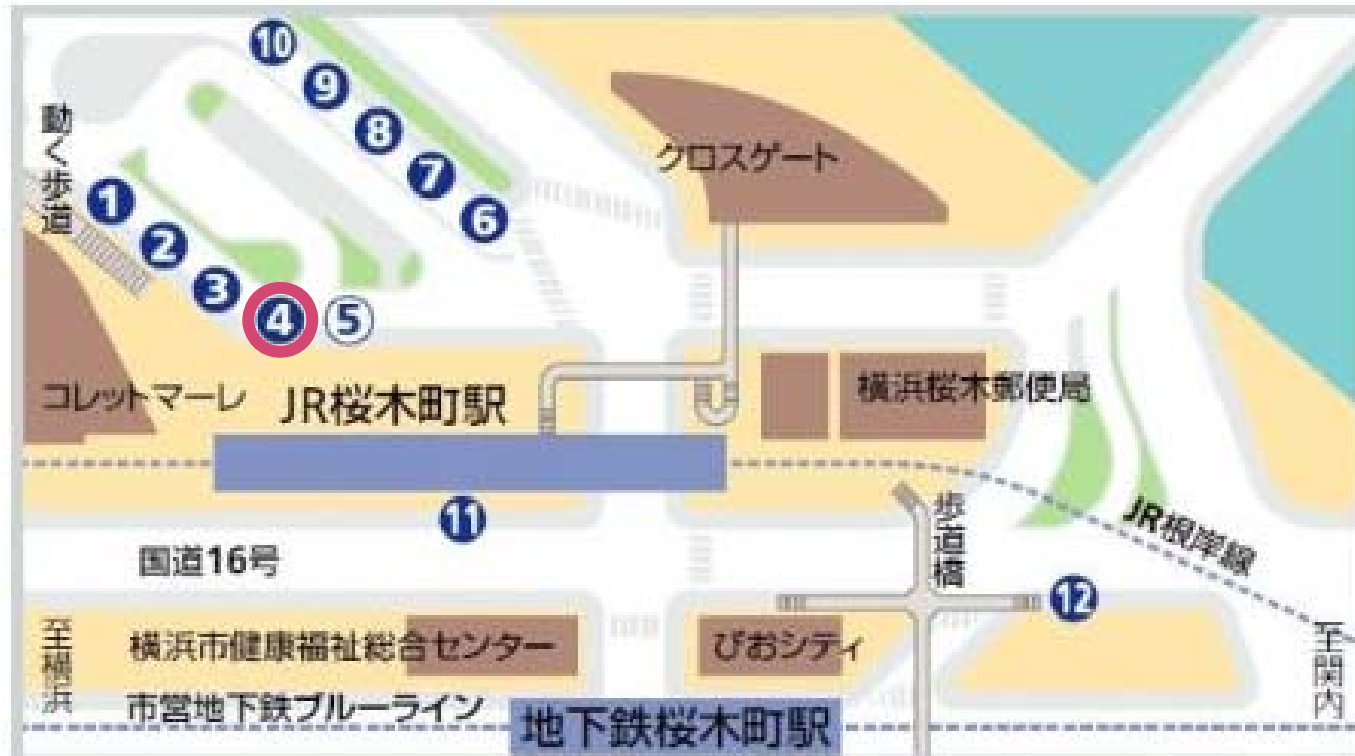 10
9
8
7
6
クロスゲート
動く歩道
1
2
3
4
5
コレットマーレ
JR桜木町駅
横浜桜木郵便局
11
歩道橋
JR根岸線
国道16号
12
至横浜
横浜市健康福祉総合センター
ぴおシティ
至関内
市営地下鉄ブルーライン
地下鉄桜木町駅